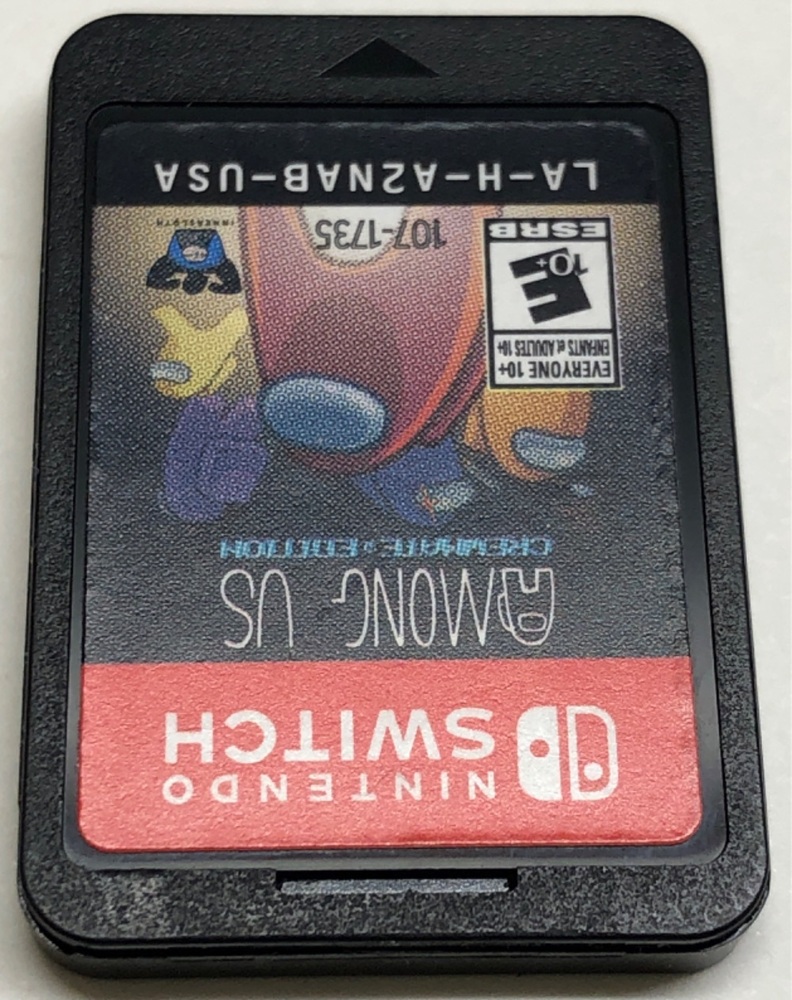 NINTENDO
SWITCH
AMONG US
CREWMATE EDITION
EVERYONE 10+
ENFANTS et ADULTES 10+
E
10+
ESRB
107-1735
INNERSLOTH
LA-H-A2NAB-USA